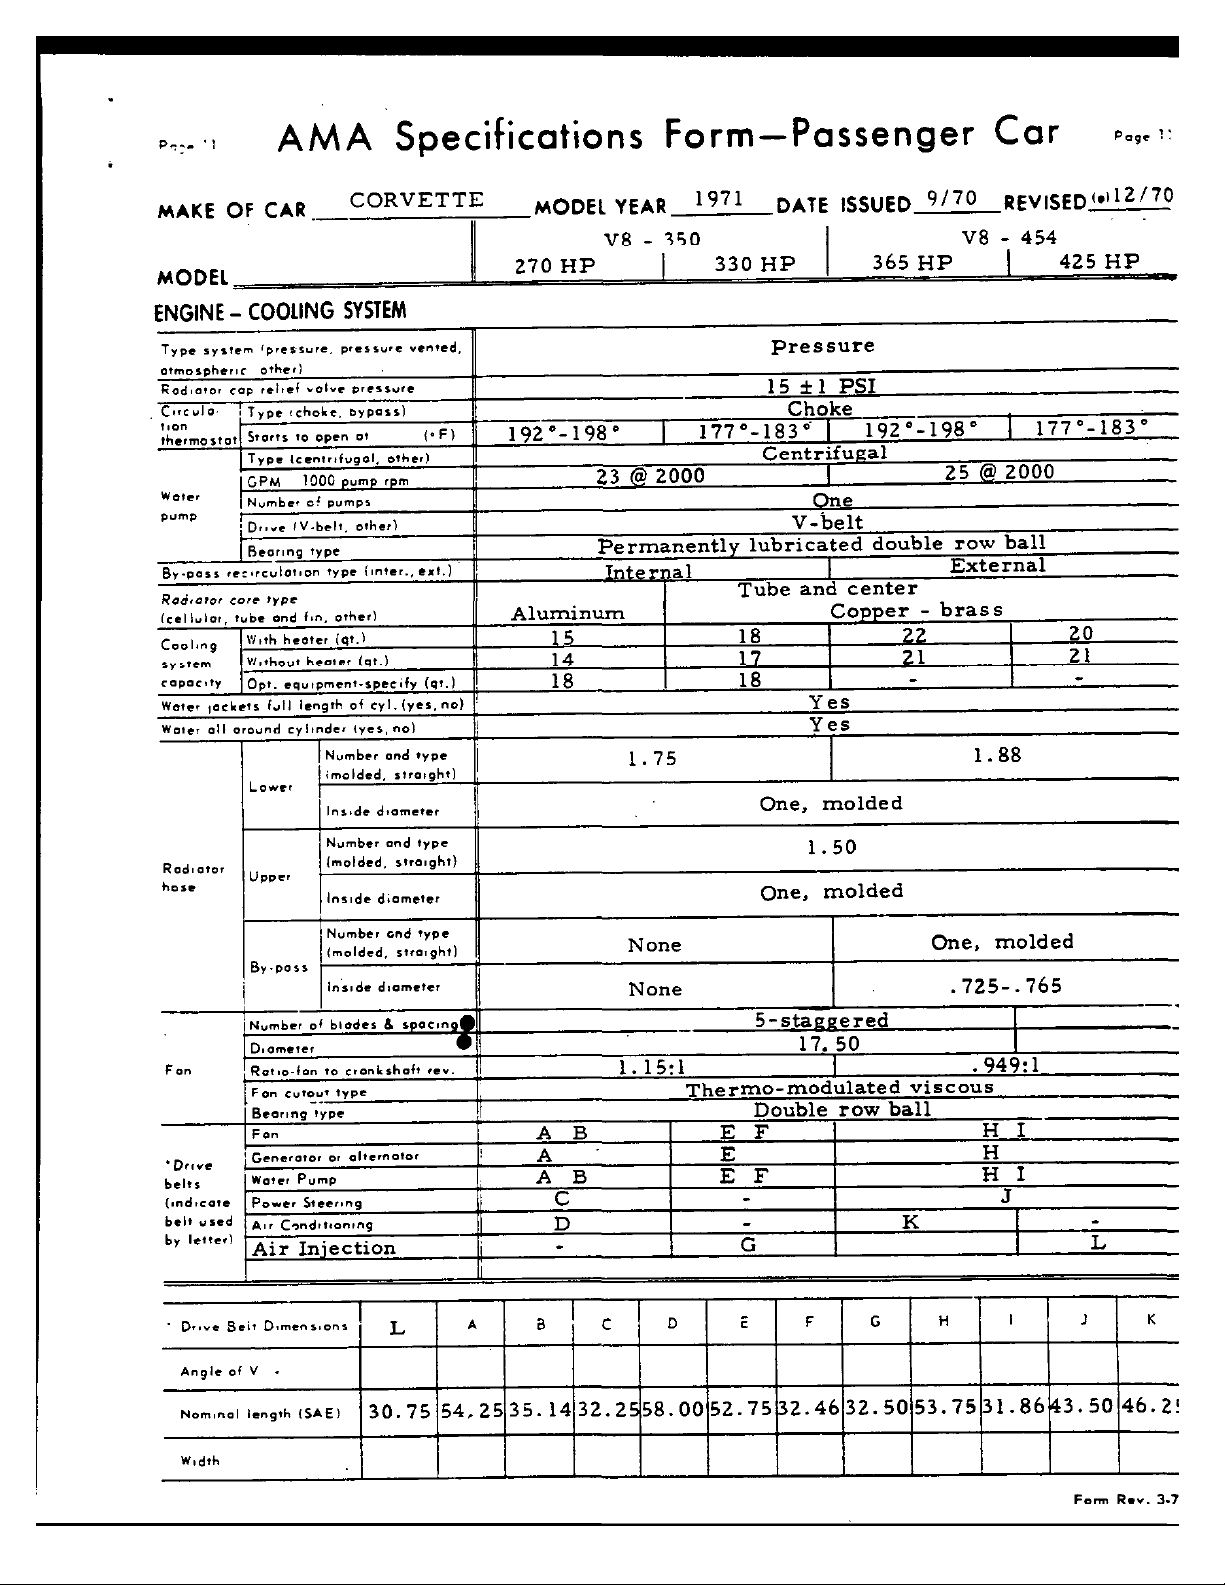 AMA Specifications Form—Passenger Car
Page
MAKE OF CAR CORVETTE MODEL YEAR 1971 DATE ISSUED 9/70 REVISED (•) 12/70
V8 - 350 V8 - 454
MODEL 270 HP 330 HP 365 HP 425 HP
ENGINE – COOLING SYSTEM
Type system (pressure, pressure vented, atmospheric other) Pressure
Radiator cap relief valve pressure 15 ±1 PSI
Circulation thermostat Type (choke, bypass) Choke
Starts to open at (°F) 192°-198° 177°-183° 192°-198° 177°-183°
Water pump Type (centrifugal, other) Centrifugal
GPM 1000 pump rpm 23 @ 2000 25 @ 2000
Number of pumps One
Drive (V-belt, other) V-belt
Bearing type Permanently lubricated double row ball
By-pass recirculation type (inter., ext.) Internal External
Radiator core type Tube and center
(cellular, tube and fin, other) Aluminum Copper - brass
Cooling system capacity With heater (qt.) 15 18 22 20
Without heater (qt.) 14 17 21 21
Opt. equipment-specify (qt.) 18 18 - -
Water jackets full length of cyl. (yes, no) Yes
Water all around cylinder (yes, no) Yes
Radiator hose Lower Number and type (molded, straight) 1.75 1.88
Inside diameter One, molded
Upper Number and type (molded, straight) 1.50
Inside diameter One, molded
By-pass Number and type (molded, straight) None One, molded
Inside diameter None .725-.765
Fan Number of blades & spacing 5-staggered
Diameter 17.50
Ratio-fan to crankshaft rev. 1.15:1 .949:1
Fan cutout type Thermo-modulated viscous
Bearing type Double row ball
*Drive belts (indicate belt used by letter) Fan A B E F H I
Generator or alternator A E H
Water Pump A B E F H I
Power Steering C - J
Air Conditioning D - K -
Air Injection - G L
* Drive Belt Dimensions L A B C D E F G H I J K
Angle of V -
Nominal length (SAE) 30.75 54.25 35.14 32.25 58.00 52.75 32.46 32.50 53.75 31.86 43.50
Width
Form Rev. 3-7